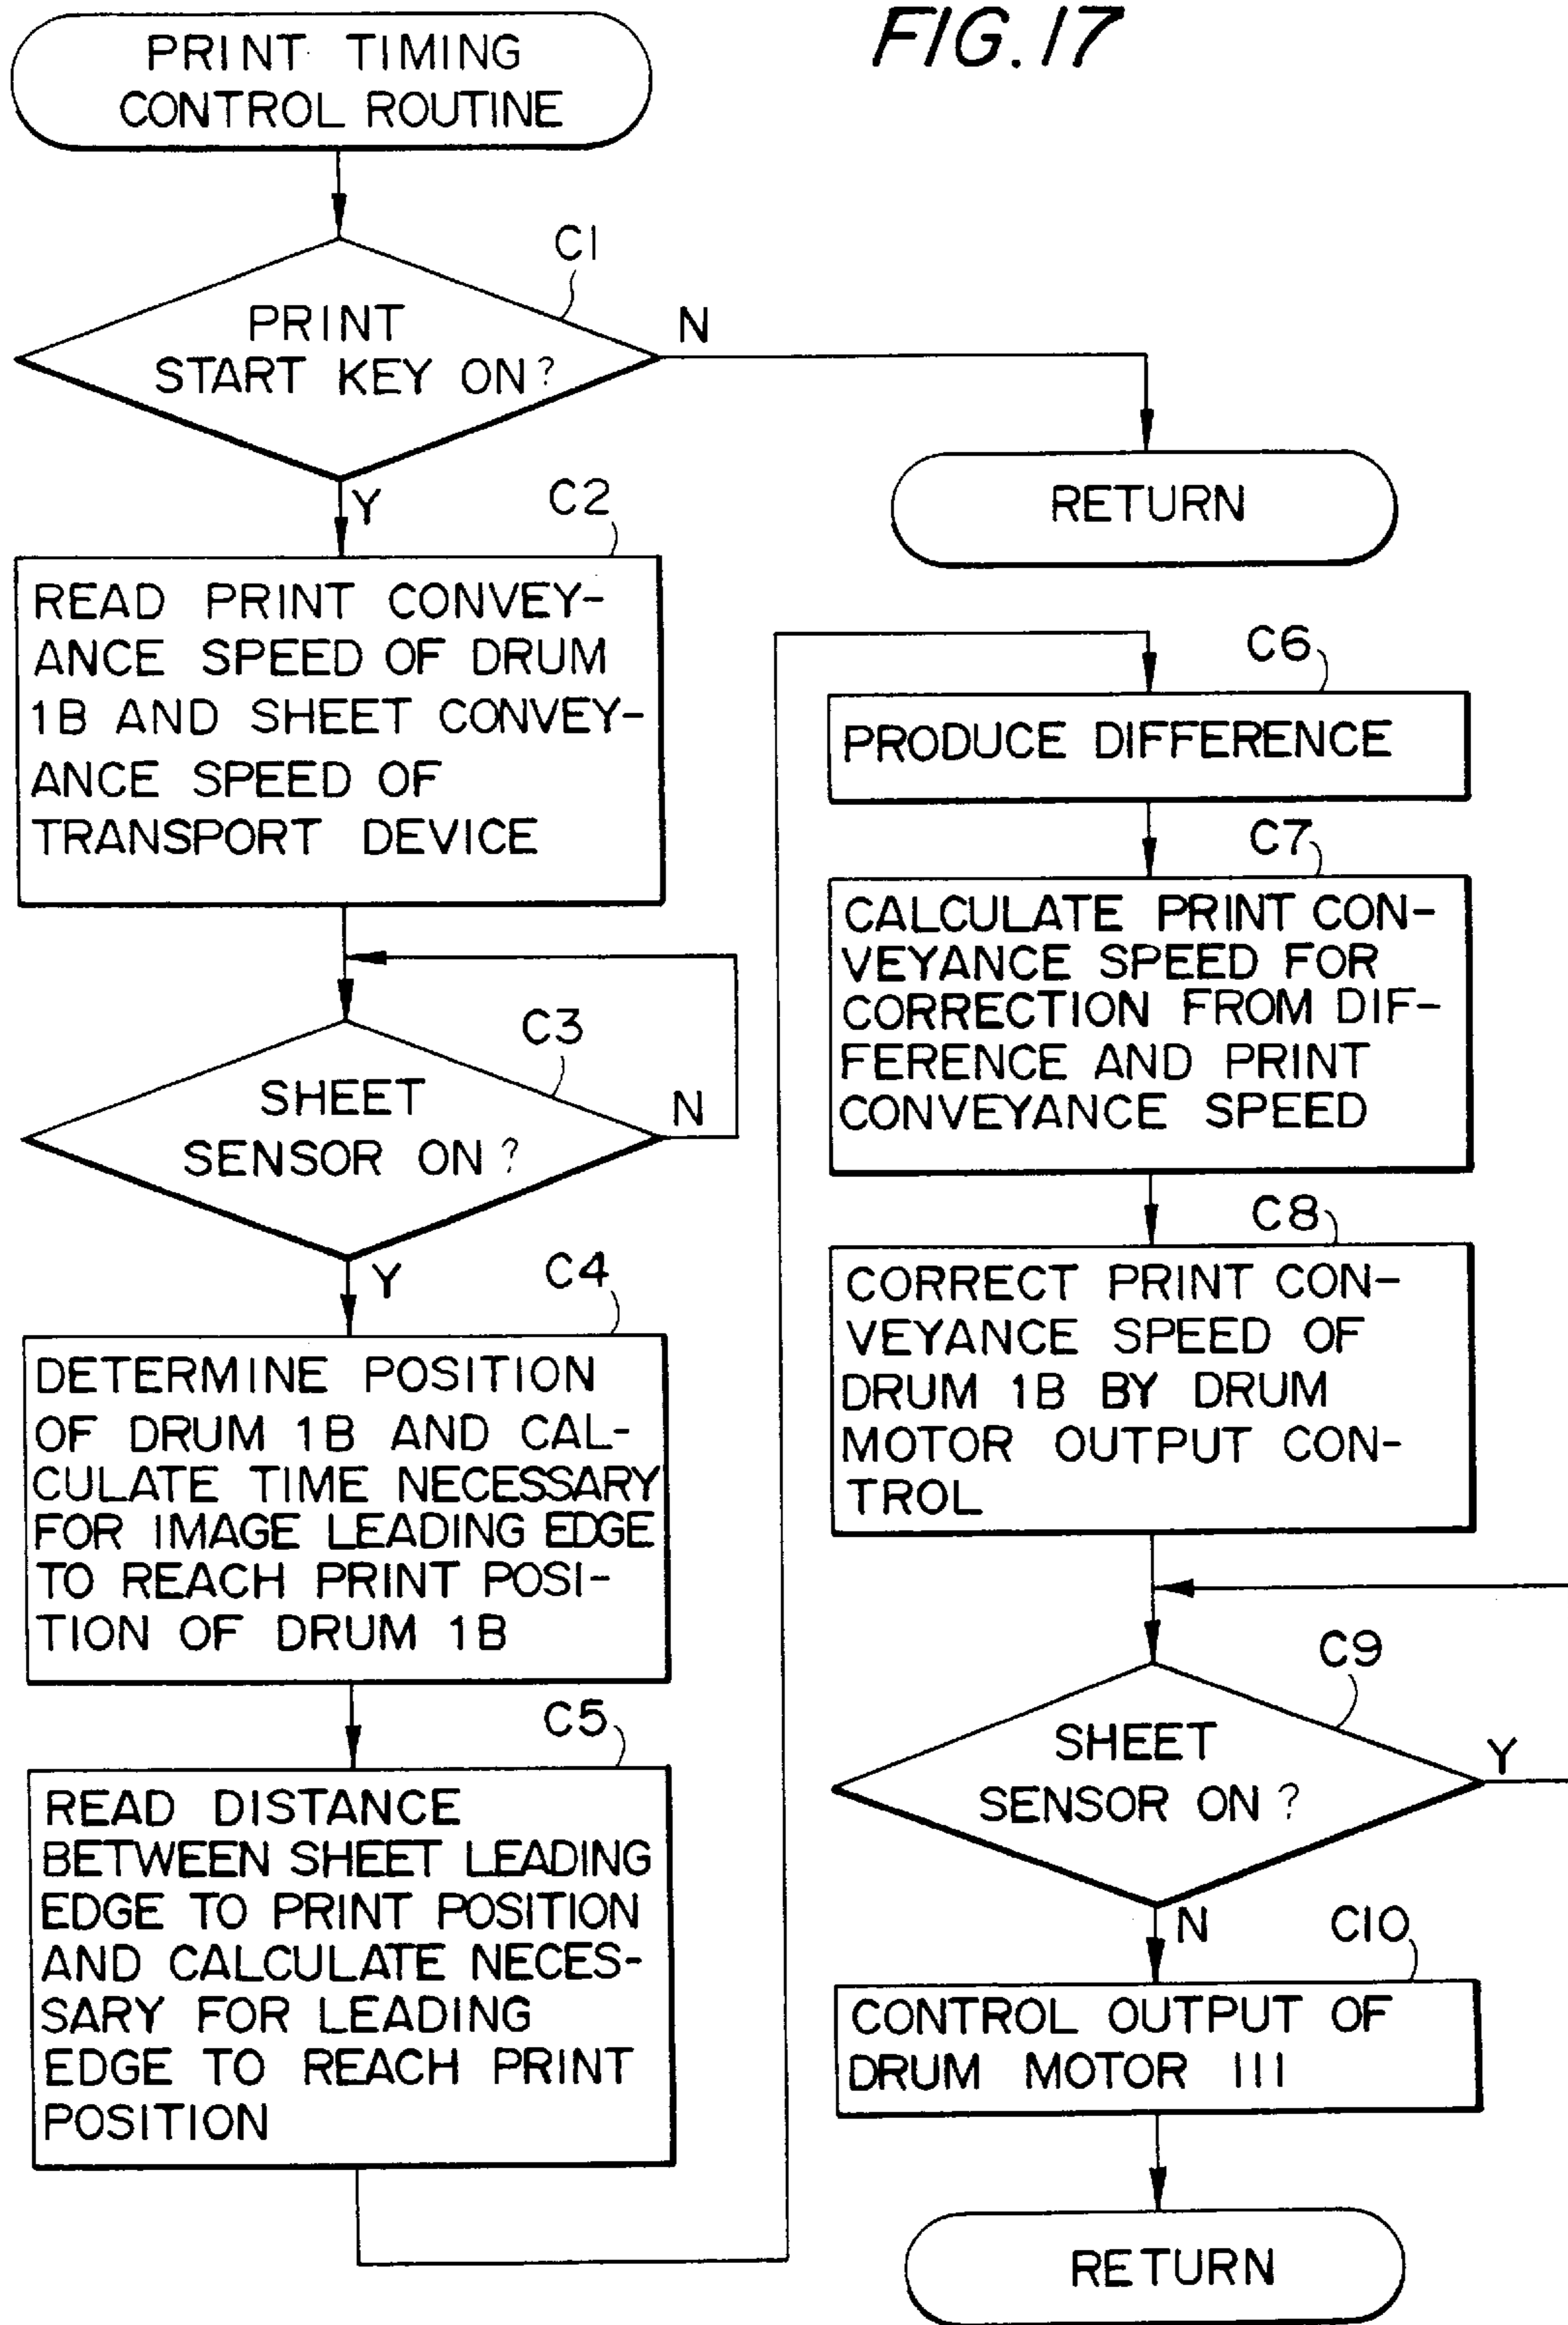 FIG. 17
PRINT TIMING
CONTROL ROUTINE
C1
PRINT
START KEY ON?
N
RETURN
Y
C2
READ PRINT CONVEY-
ANCE SPEED OF DRUM
1B AND SHEET CONVEY-
ANCE SPEED OF
TRANSPORT DEVICE
C3
SHEET
SENSOR ON?
N
Y
C4
DETERMINE POSITION
OF DRUM 1B AND CAL-
CULATE TIME NECESSARY
FOR IMAGE LEADING EDGE
TO REACH PRINT POSI-
TION OF DRUM 1B
C5
READ DISTANCE
BETWEEN SHEET LEADING
EDGE TO PRINT POSITION
AND CALCULATE NECES-
SARY FOR LEADING
EDGE TO REACH PRINT
POSITION
C6
PRODUCE DIFFERENCE
C7
CALCULATE PRINT CON-
VEYANCE SPEED FOR
CORRECTION FROM DIF-
FERENCE AND PRINT
CONVEYANCE SPEED
C8
CORRECT PRINT CON-
VEYANCE SPEED OF
DRUM 1B BY DRUM
MOTOR OUTPUT CON-
TROL
C9
SHEET
SENSOR ON?
Y
N
C10
CONTROL OUTPUT OF
DRUM MOTOR 111
RETURN